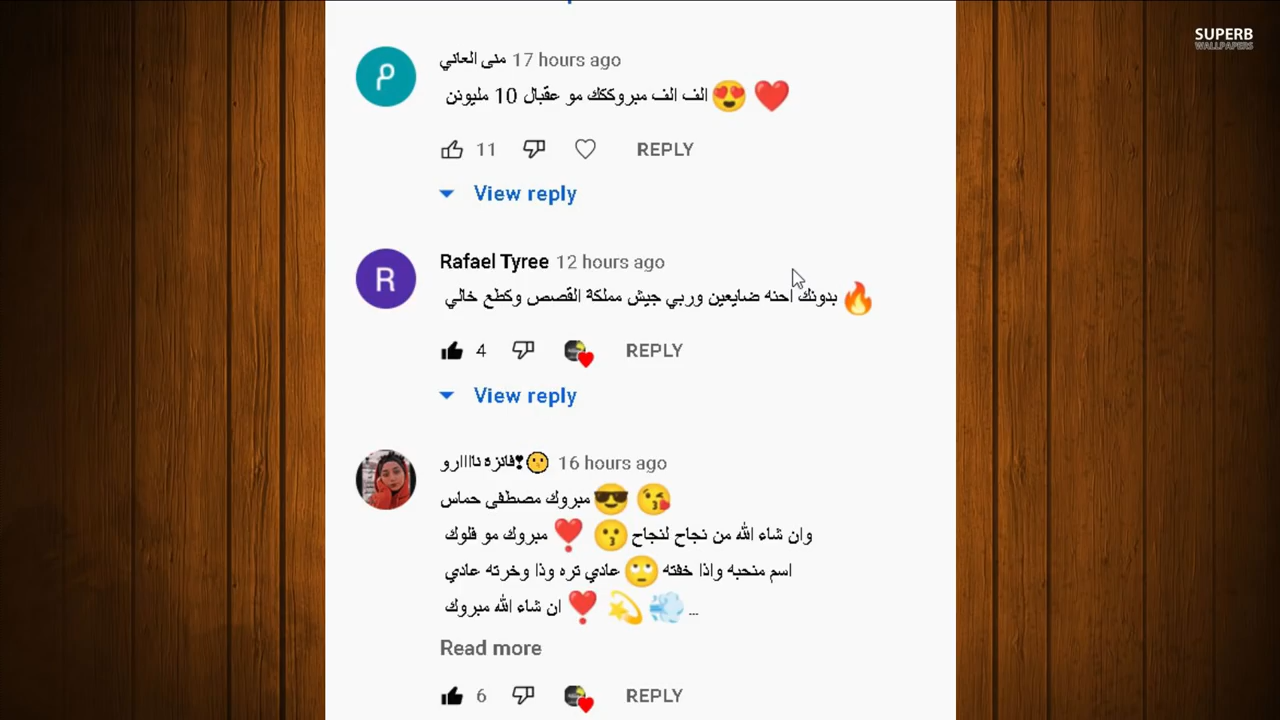 SUPERB
WALLPAPERS
منى العاني 17 hours ago
الف الف مبروككك مو عقبال 10 مليونن 😍 ❤️
11 REPLY
View reply
R
Rafael Tyree 12 hours ago
بدونك احنه ضايعين وربي جيش مملكة القصص وكطع خالي 🔥
4 REPLY
View reply
فائزه ناااارو❣😗 16 hours ago
مبروك مصطفى حماس 😎 😘
وان شاء الله من نجاح لنجاح 😗 ❣️ مبروك مو فلوك
اسم منحبه واذا خفته 🙄 عادي تره وذا وخرته عادي
ان شاء الله مبروك ❣️ 💫 💨 ...
Read more
6 REPLY